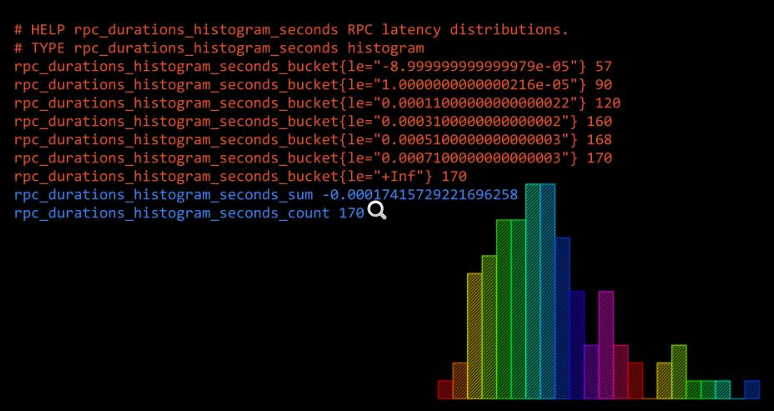 # HELP rpc_durations_histogram_seconds RPC latency distributions.
# TYPE rpc_durations_histogram_seconds histogram
rpc_durations_histogram_seconds_bucket{le="-8.999999999999979e-05"} 57
rpc_durations_histogram_seconds_bucket{le="1.0000000000000216e-05"} 90
rpc_durations_histogram_seconds_bucket{le="0.00011000000000000022"} 120
rpc_durations_histogram_seconds_bucket{le="0.0003100000000000002"} 160
rpc_durations_histogram_seconds_bucket{le="0.0005100000000000003"} 168
rpc_durations_histogram_seconds_bucket{le="0.0007100000000000003"} 170
rpc_durations_histogram_seconds_bucket{le="+Inf"} 170
rpc_durations_histogram_seconds_sum -0.00017415729221696258
rpc_durations_histogram_seconds_count 170